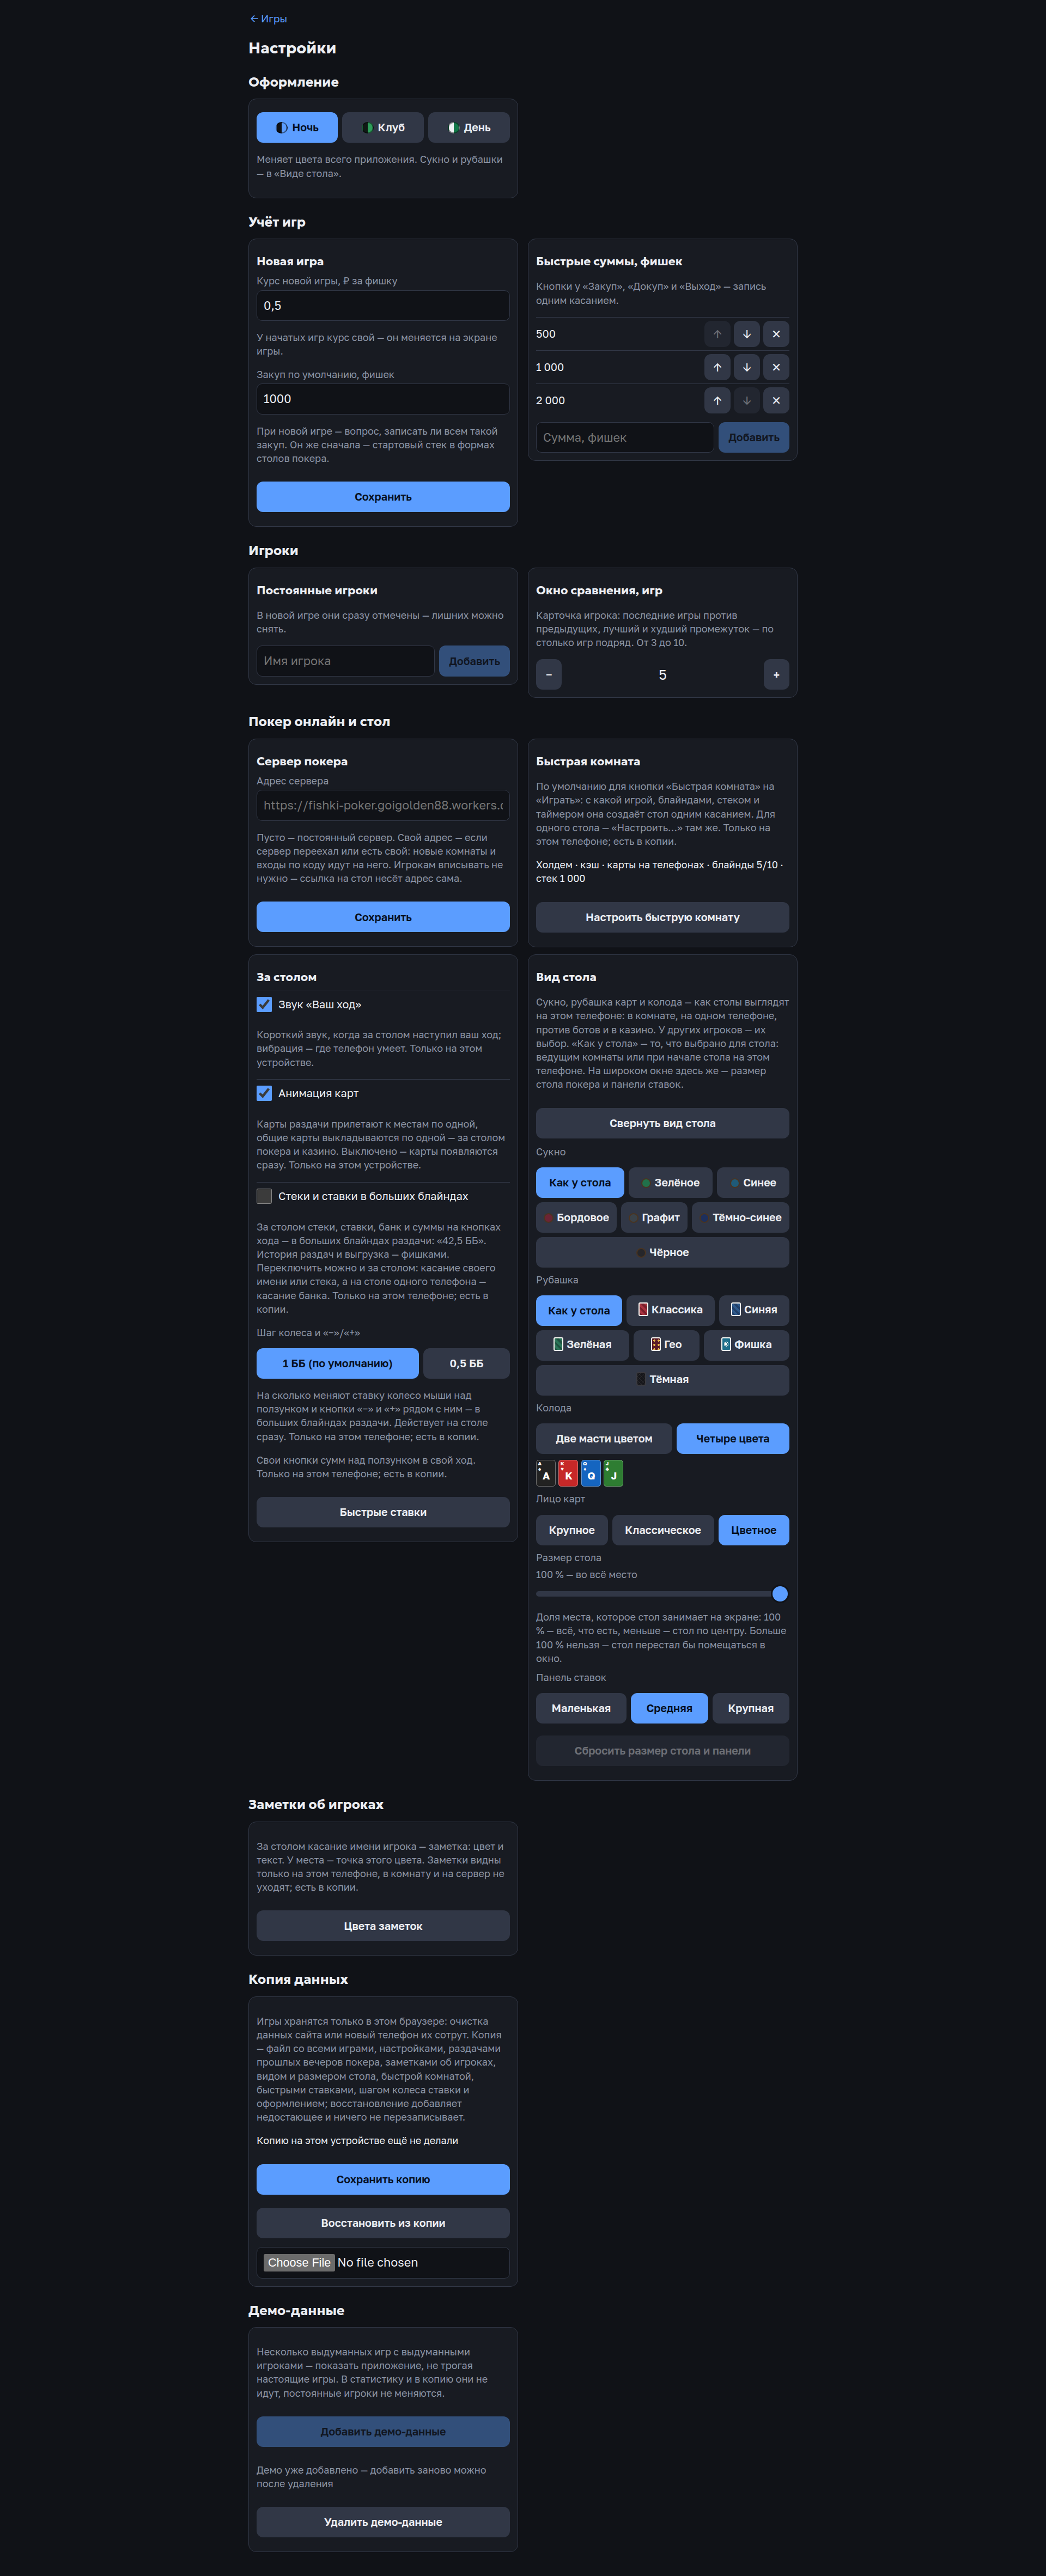 ← Игры
Настройки
Оформление
Ночь
Клуб
День
Меняет цвета всего приложения. Сукно и рубашки
— в «Виде стола».
Учёт игр
Новая игра
Курс новой игры, ₽ за фишку
0,5
У начатых игр курс свой — он меняется на экране
игры.
Закуп по умолчанию, фишек
1000
При новой игре — вопрос, записать ли всем такой
закуп. Он же сначала — стартовый стек в формах
столов покера.
Сохранить
Быстрые суммы, фишек
Кнопки у «Закуп», «Докуп» и «Выход» — запись
одним касанием.
500 ↑ ↓ ×
1 000 ↑ ↓ ×
2 000 ↑ ↓ ×
Сумма, фишек
Добавить
Игроки
Постоянные игроки
В новой игре они сразу отмечены — лишних можно
снять.
Имя игрока
Добавить
Окно сравнения, игр
Карточка игрока: последние игры против
предыдущих, лучший и худший промежуток — по
столько игр подряд. От 3 до 10.
− 5 +
Покер онлайн и стол
Сервер покера
Адрес сервера
https://fishki-poker.goigolden88.workers.c
Пусто — постоянный сервер. Свой адрес — если
сервер переехал или есть свой: новые комнаты и
входы по коду идут на него. Игрокам вписывать не
нужно — ссылка на стол несёт адрес сама.
Сохранить
Быстрая комната
По умолчанию для кнопки «Быстрая комната» на
«Играть»: с какой игрой, блайндами, стеком и
таймером она создаёт стол одним касанием. Для
одного стола — «Настроить…» там же. Только на
этом телефоне; есть в копии.
Холдем · кэш · карты на телефонах · блайнды 5/10 ·
стек 1 000
Настроить быструю комнату
За столом
Звук «Ваш ход»
Короткий звук, когда за столом наступил ваш ход;
вибрация — где телефон умеет. Только на этом
устройстве.
Анимация карт
Карты раздачи прилетают к местам по одной,
общие карты выкладываются по одной — за столом
покера и казино. Выключено — карты появляются
сразу. Только на этом устройстве.
Стеки и ставки в больших блайндах
За столом стеки, ставки, банк и суммы на кнопках
хода — в больших блайндах раздачи: «42,5 ББ».
История раздач и выгрузка — фишками.
Переключить можно и за столом: касание своего
имени или стека, а на столе одного телефона —
касание банка. Только на этом телефоне; есть в
копии.
Шаг колеса и «−»/«+»
1 ББ (по умолчанию)
0,5 ББ
На сколько меняют ставку колесо мыши над
ползунком и кнопки «−» и «+» рядом с ним — в
больших блайндах раздачи. Действует на столе
сразу. Только на этом телефоне; есть в копии.
Свои кнопки сумм над ползунком в свой ход.
Только на этом телефоне; есть в копии.
Быстрые ставки
Вид стола
Сукно, рубашка карт и колода — как столы выглядят
на этом телефоне: в комнате, на одном телефоне,
против ботов и в казино. У других игроков — их
выбор. «Как у стола» — то, что выбрано для стола:
ведущим комнаты или при начале стола на этом
телефоне. На широком окне здесь же — размер
стола покера и панели ставок.
Свернуть вид стола
Сукно
Как у стола
Зелёное
Синее
Бордовое
Графит
Тёмно-синее
Чёрное
Рубашка
Как у стола
Классика
Синяя
Зелёная
Гео
Фишка
Тёмная
Колода
Две масти цветом
Четыре цвета
A K Q J
Лицо карт
Крупное
Классическое
Цветное
Размер стола
100 % — во всё место
Доля места, которое стол занимает на экране: 100
% — всё, что есть, меньше — стол по центру. Больше
100 % нельзя — стол перестал бы помещаться в
окно.
Панель ставок
Маленькая
Средняя
Крупная
Сбросить размер стола и панели
Заметки об игроках
За столом касание имени игрока — заметка: цвет и
текст. У места — точка этого цвета. Заметки видны
только на этом телефоне, в комнату и на сервер не
уходят; есть в копии.
Цвета заметок
Копия данных
Игры хранятся только в этом браузере: очистка
данных сайта или новый телефон их сотрут. Копия
— файл со всеми играми, настройками, раздачами
прошлых вечеров покера, заметками об игроках,
видом и размером стола, быстрой комнатой,
быстрыми ставками, шагом колеса ставки и
оформлением; восстановление добавляет
недостающее и ничего не перезаписывает.
Копию на этом устройстве ещё не делали
Сохранить копию
Восстановить из копии
Choose File No file chosen
Демо-данные
Несколько выдуманных игр с выдуманными
игроками — показать приложение, не трогая
настоящие игры. В статистику и в копию они не
идут, постоянные игроки не меняются.
Добавить демо-данные
Демо уже добавлено — добавить заново можно
после удаления
Удалить демо-данные